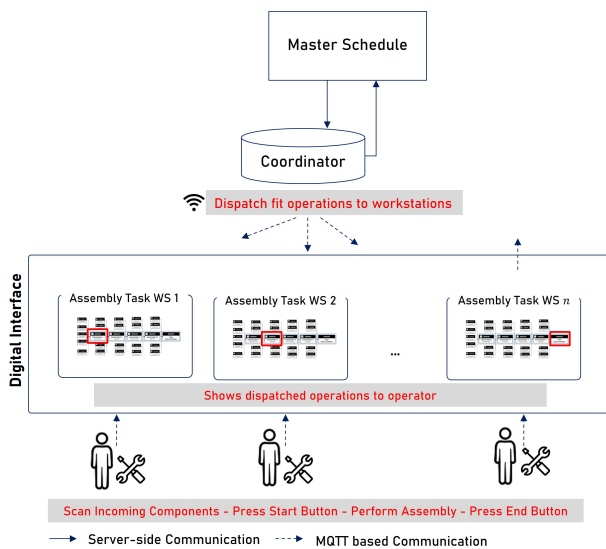 Master Schedule
Coordinator
Dispatch fit operations to workstations
Digital Interface
Assembly Task WS 1
Assembly Task WS 2
Assembly Task WS n
...
Shows dispatched operations to operator
Scan Incoming Components - Press Start Button - Perform Assembly - Press End Button
Server-side Communication
MQTT based Communication